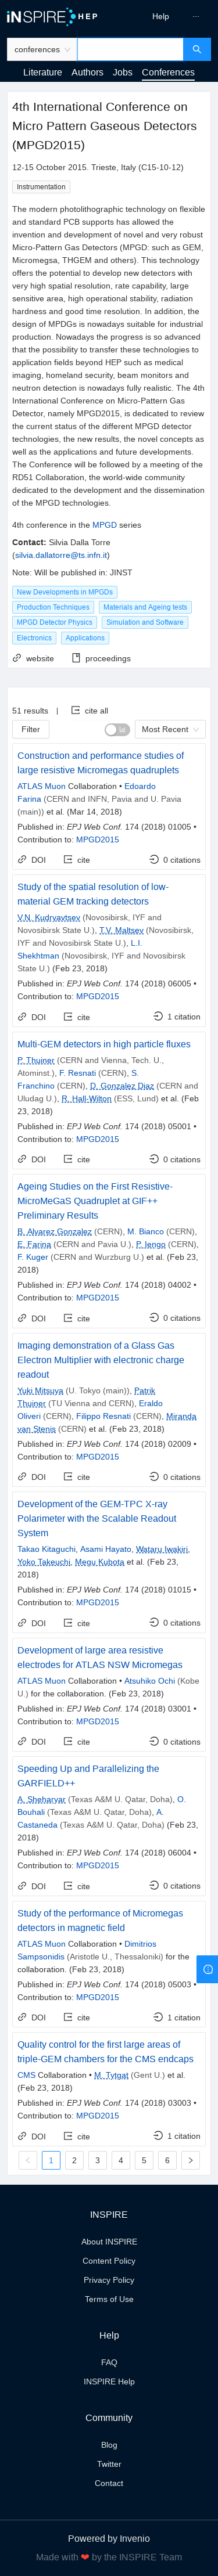 INSPIRE HEP
Help
...
conferences
Literature Authors Jobs Conferences
4th International Conference on
Micro Pattern Gaseous Detectors
(MPGD2015)
12-15 October 2015. Trieste, Italy (C15-10-12)
Instrumentation
The modern photolithographic technology on flexible
and standard PCB supports has allowed the
invention and development of novel and very robust
Micro-Pattern Gas Detectors (MPGD: such as GEM,
Micromegsa, THGEM and others). This technology
offers high spatial resolution, rate capability, large
sensitive areas, high operational stability and
radiation hardness. In addition, the flexibility in
design of MPDGs is nowadays suitable for industrial
production. Nowadays there is a progressive
enhancement of the number of applications in
scientific fields beyond HEP such as medical
imaging, homeland security, beam monitors and
neutron detection is expanding fruitfully. The 4th
International Conference on Micro-Pattern Gas
Detector, namely MPGD2015, is dedicated to review
of the current status of the different MPGD detector
technologies, of the R&D on new detector concepts
as well as the applications and future developments.
The Conference will be followed by a meeting of the
RD51 Collaboration, the world-wide community
dedicated to the development and the dissemination
of the MPGD technologies.
4th conference in the MPGD series
Contact: Silvia Dalla Torre
(silvia.dallatorre@ts.infn.it)
Note: Will be published in: JINST
New Developments in MPGDs
Production Techniques Materials and Ageing tests
MPGD Detector Physics Simulation and Software
Electronics Applications
website proceedings
51 results | cite all
Filter Most Recent
Construction and performance studies of
large resistive Micromegas quadruplets
ATLAS Muon Collaboration • Edoardo
Farina (CERN and INFN, Pavia and U. Pavia
(main)) et al. (Mar 14, 2018)
Published in: EPJ Web Conf. 174 (2018) 01005 •
Contribution to: MPGD2015
DOI cite 0 citations
Study of the spatial resolution of low-
material GEM tracking detectors
V.N. Kudryavtsev (Novosibirsk, IYF and
Novosibirsk State U.), T.V. Maltsev (Novosibirsk,
IYF and Novosibirsk State U.), L.I.
Shekhtman (Novosibirsk, IYF and Novosibirsk
State U.) (Feb 23, 2018)
Published in: EPJ Web Conf. 174 (2018) 06005 •
Contribution to: MPGD2015
DOI cite 1 citation
Multi-GEM detectors in high particle fluxes
P. Thuiner (CERN and Vienna, Tech. U.,
Atominst.), F. Resnati (CERN), S.
Franchino (CERN), D. Gonzalez Diaz (CERN and
Uludag U.), R. Hall-Wilton (ESS, Lund) et al. (Feb
23, 2018)
Published in: EPJ Web Conf. 174 (2018) 05001 •
Contribution to: MPGD2015
DOI cite 0 citations
Ageing Studies on the First Resistive-
MicroMeGaS Quadruplet at GIF++
Preliminary Results
B. Alvarez Gonzalez (CERN), M. Bianco (CERN),
E. Farina (CERN and Pavia U.), P. Iengo (CERN),
F. Kuger (CERN and Wurzburg U.) et al. (Feb 23,
2018)
Published in: EPJ Web Conf. 174 (2018) 04002 •
Contribution to: MPGD2015
DOI cite 0 citations
Imaging demonstration of a Glass Gas
Electron Multiplier with electronic charge
readout
Yuki Mitsuya (U. Tokyo (main)), Patrik
Thuiner (TU Vienna and CERN), Eraldo
Oliveri (CERN), Filippo Resnati (CERN), Miranda
van Stenis (CERN) et al. (Feb 23, 2018)
Published in: EPJ Web Conf. 174 (2018) 02009 •
Contribution to: MPGD2015
DOI cite 0 citations
Development of the GEM-TPC X-ray
Polarimeter with the Scalable Readout
System
Takao Kitaguchi, Asami Hayato, Wataru Iwakiri,
Yoko Takeuchi, Megu Kubota et al. (Feb 23,
2018)
Published in: EPJ Web Conf. 174 (2018) 01015 •
Contribution to: MPGD2015
DOI cite 0 citations
Development of large area resistive
electrodes for ATLAS NSW Micromegas
ATLAS Muon Collaboration • Atsuhiko Ochi (Kobe
U.) for the collaboration. (Feb 23, 2018)
Published in: EPJ Web Conf. 174 (2018) 03001 •
Contribution to: MPGD2015
DOI cite 0 citations
Speeding Up and Parallelizing the
GARFIELD++
A. Sheharyar (Texas A&M U. Qatar, Doha), O.
Bouhali (Texas A&M U. Qatar, Doha), A.
Castaneda (Texas A&M U. Qatar, Doha) (Feb 23,
2018)
Published in: EPJ Web Conf. 174 (2018) 06004 •
Contribution to: MPGD2015
DOI cite 0 citations
Study of the performance of Micromegas
detectors in magnetic field
ATLAS Muon Collaboration • Dimitrios
Sampsonidis (Aristotle U., Thessaloniki) for the
collaboration. (Feb 23, 2018)
Published in: EPJ Web Conf. 174 (2018) 05003 •
Contribution to: MPGD2015
DOI cite 1 citation
Quality control for the first large areas of
triple-GEM chambers for the CMS endcaps
CMS Collaboration • M. Tytgat (Gent U.) et al.
(Feb 23, 2018)
Published in: EPJ Web Conf. 174 (2018) 03003 •
Contribution to: MPGD2015
DOI cite 1 citation
1 2 3 4 5 6
INSPIRE
About INSPIRE
Content Policy
Privacy Policy
Terms of Use
Help
FAQ
INSPIRE Help
Community
Blog
Twitter
Contact
Powered by Invenio
Made with ❤ by the INSPIRE Team